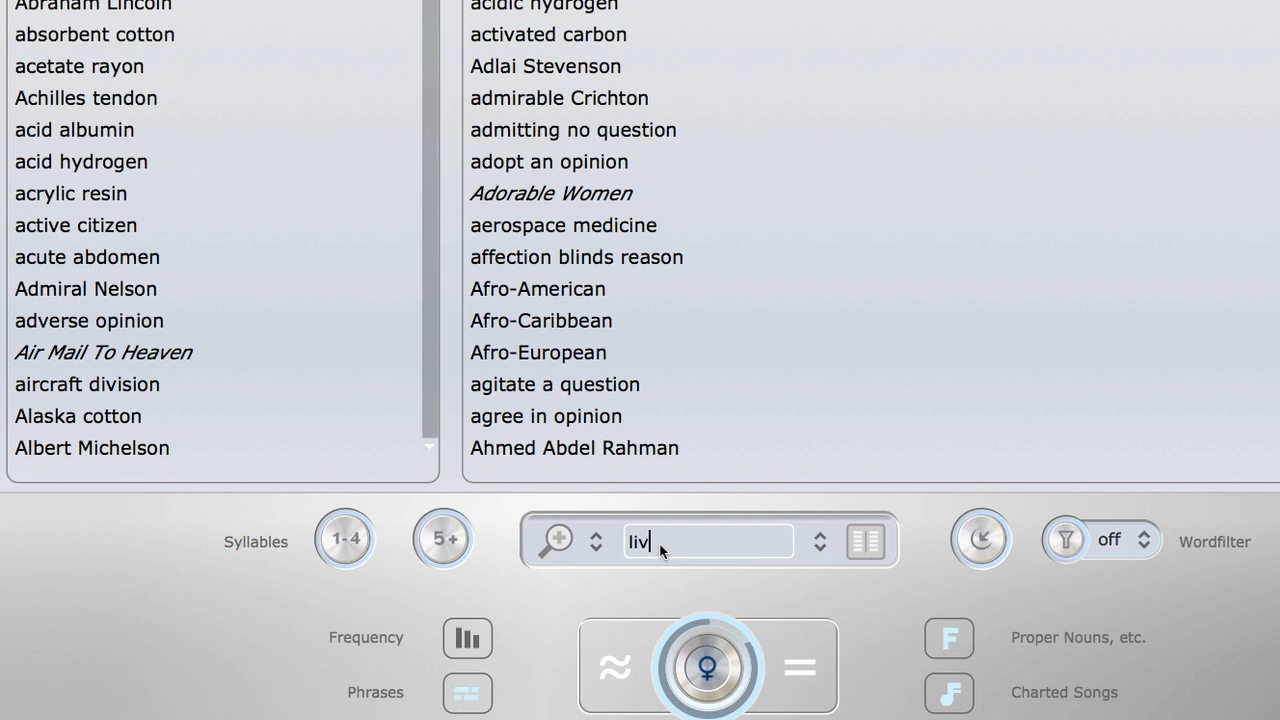 Abraham Lincoln
absorbent cotton
acetate rayon
Achilles tendon
acid albumin
acid hydrogen
acrylic resin
active citizen
acute abdomen
Admiral Nelson
adverse opinion
Air Mail To Heaven
aircraft division
Alaska cotton
Albert Michelson
acidic hydrogen
activated carbon
Adlai Stevenson
admirable Crichton
admitting no question
adopt an opinion
Adorable Women
aerospace medicine
affection blinds reason
Afro-American
Afro-Caribbean
Afro-European
agitate a question
agree in opinion
Ahmed Abdel Rahman
Syllables 1-4 5+ liv off Wordfilter
Frequency F Proper Nouns, etc.
Phrases Charted Songs